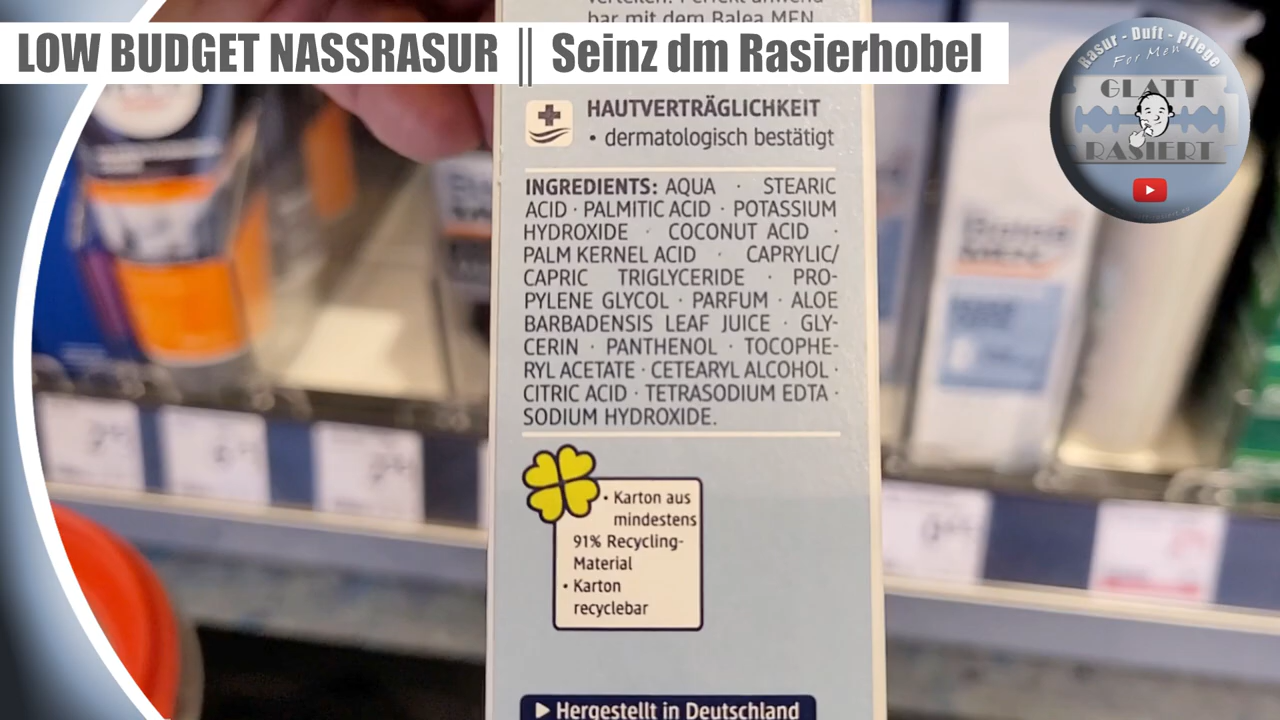 LOW BUDGET NASSRASUR || Seinz dm Rasierhobel
Rasur - Duft - Pflege
For Men
GLATT
RASIERT
bar mit dem Balea MEN
HAUTVERTRÄGLICHKEIT
• dermatologisch bestätigt
INGREDIENTS: AQUA · STEARIC
ACID · PALMITIC ACID · POTASSIUM
HYDROXIDE · COCONUT ACID ·
PALM KERNEL ACID · CAPRYLIC/
CAPRIC TRIGLYCERIDE · PRO-
PYLENE GLYCOL · PARFUM · ALOE
BARBADENSIS LEAF JUICE · GLY-
CERIN · PANTHENOL · TOCOPHE-
RYL ACETATE · CETEARYL ALCOHOL ·
CITRIC ACID · TETRASODIUM EDTA ·
SODIUM HYDROXIDE.
• Karton aus
mindestens
91% Recycling-
Material
• Karton
recyclebar
Hergestellt in Deutschland